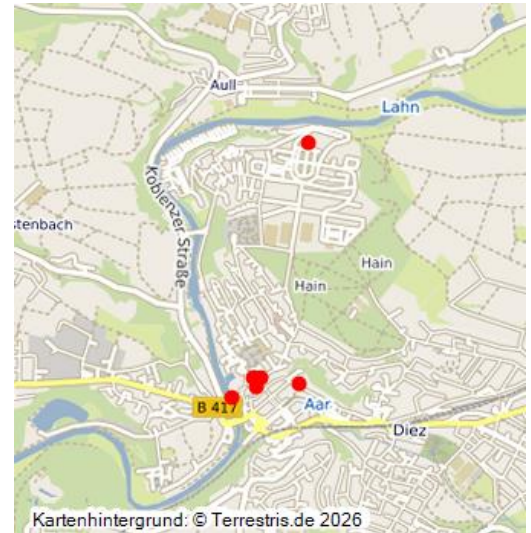 Aull
Lahn
Koblenzer Straße
stenbach
Hain
Hain
B 417
Aar
Diez
Kartenhintergrund: © Terrestris.de 2026